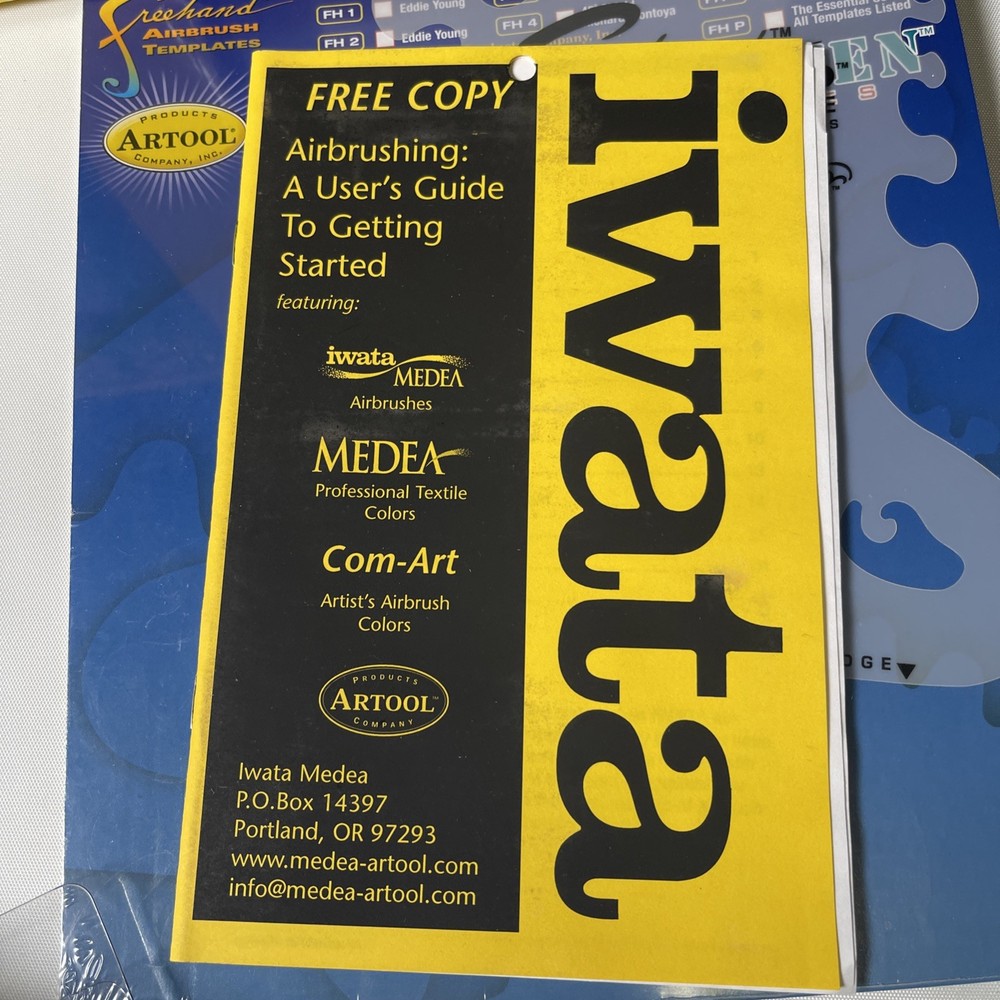 Freehand
AIRBRUSH
TEMPLATES
FH 1
Eddie Young
FH 2
Eddie Young
FH 4
FH P
All Templates Listed
EN™
PRODUCTS
ARTOOL®
COMPANY, INC.
FREE COPY
Airbrushing:
A User's Guide
To Getting
Started
featuring:
iwata
MEDEA
Airbrushes
MEDEA
Professional Textile
Colors
Com-Art
Artist's Airbrush
Colors
PRODUCTS
ARTOOL™
COMPANY
Iwata Medea
P.O.Box 14397
Portland, OR 97293
www.medea-artool.com
info@medea-artool.com
iwata
DGE